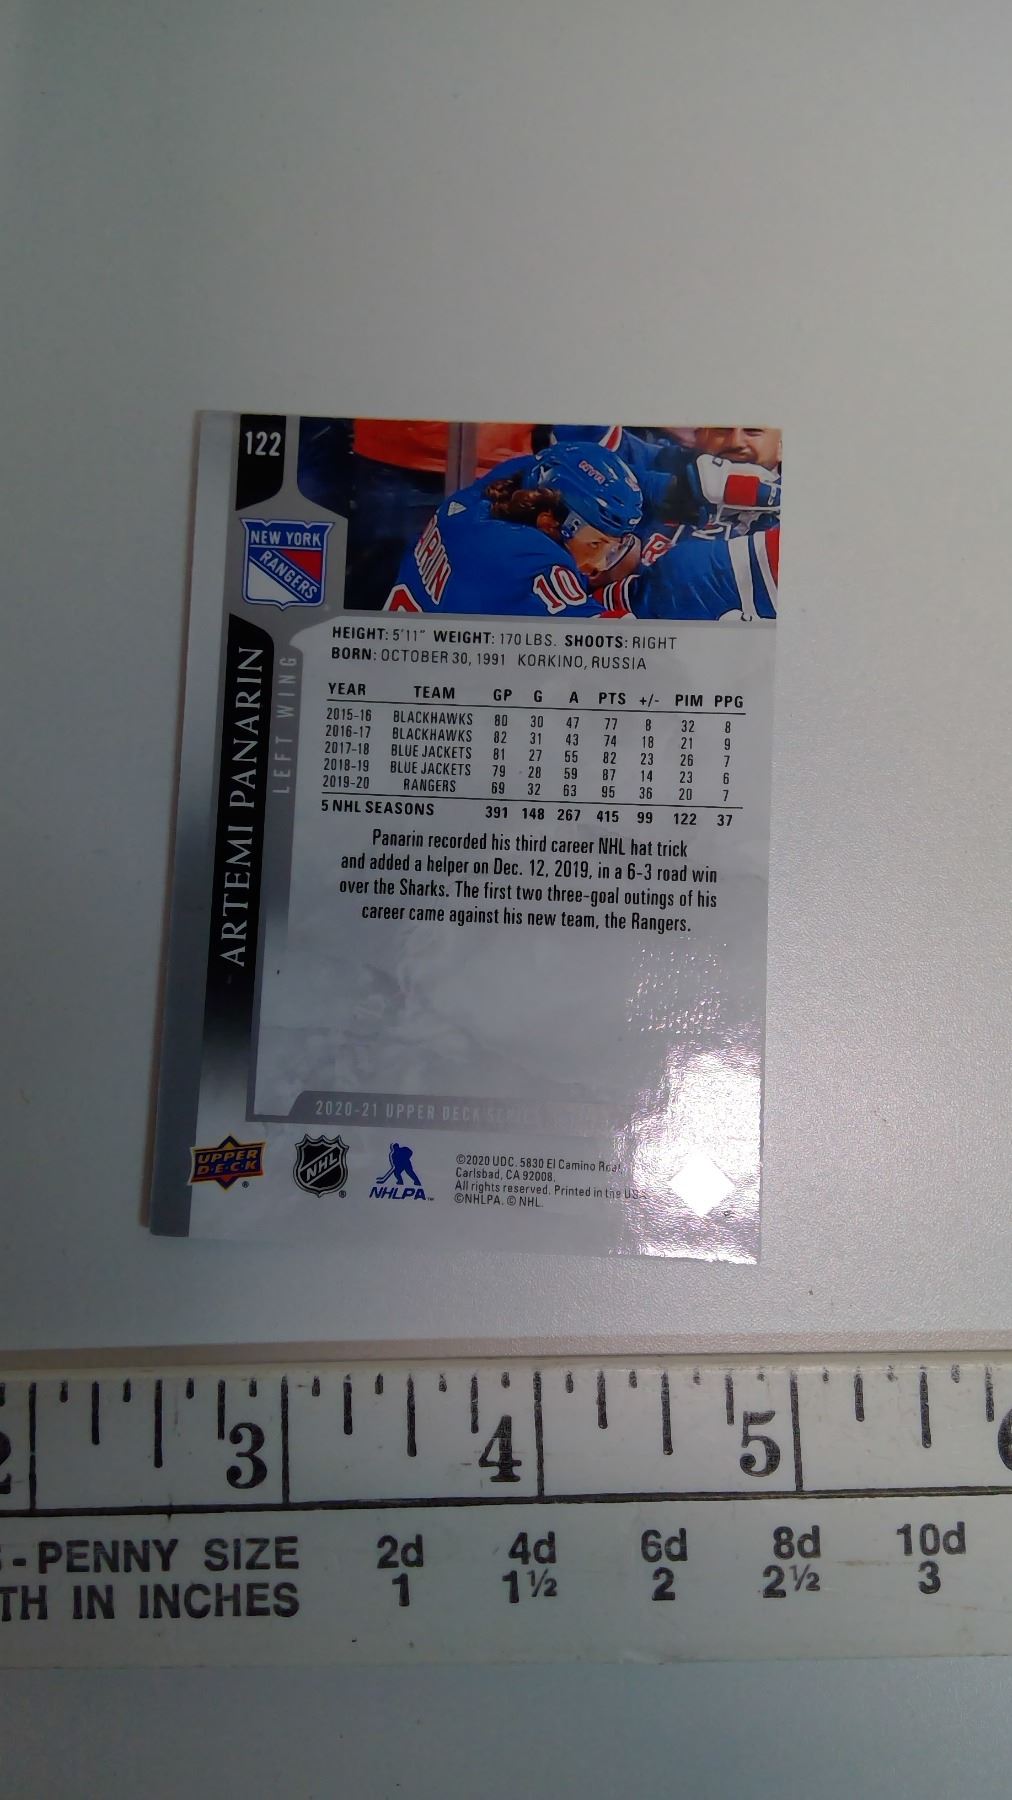 122
NEW YORK
RANGERS
NYR
ARIN
10
ARTEMI PANARIN
LEFT WING
HEIGHT: 5'11" WEIGHT: 170 LBS. SHOOTS: RIGHT
BORN: OCTOBER 30, 1991 KORKINO, RUSSIA
YEAR TEAM GP G A PTS +/- PIM PPG
2015-16 BLACKHAWKS 80 30 47 77 8 32 8
2016-17 BLACKHAWKS 82 31 43 74 18 21 9
2017-18 BLUE JACKETS 81 27 55 82 23 26 7
2018-19 BLUE JACKETS 79 28 59 87 14 23 6
2019-20 RANGERS 69 32 63 95 36 20 7
5 NHL SEASONS 391 148 267 415 99 122 37
Panarin recorded his third career NHL hat trick
and added a helper on Dec. 12, 2019, in a 6-3 road win
over the Sharks. The first two three-goal outings of his
career came against his new team, the Rangers.
2020-21 UPPER DECK
UPPER
D·E·C·K
NHL
NHLPA
©2020 UDC. 5830 El Camino
Carlsbad, CA 92008.
All rights reserved. Printed in the
©NHLPA. © NHL.
2 3 4 5 6
-PENNY SIZE 2d 4d 6d 8d 10d
TH IN INCHES 1 1½ 2 2½ 3